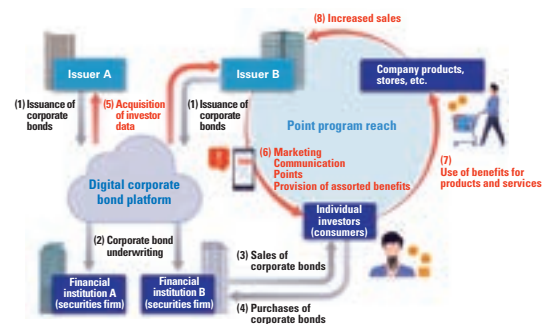 (8) Increased sales
Issuer A
Issuer B
Company products,
stores, etc.
(1) Issuance of
corporate
bonds
(5) Acquisition
of investor
data
(1) Issuance of
corporate
bonds
Point program reach
(6) Marketing
Communication
Points
Provision of assorted benefits
(7)
Use of benefits for
products and services
Digital corporate
bond platform
Individual
investors
(consumers)
(2) Corporate bond
underwriting
(3) Sales of
corporate bonds
Financial
institution A
(securities firm)
Financial
institution B
(securities firm)
(4) Purchases of
corporate bonds